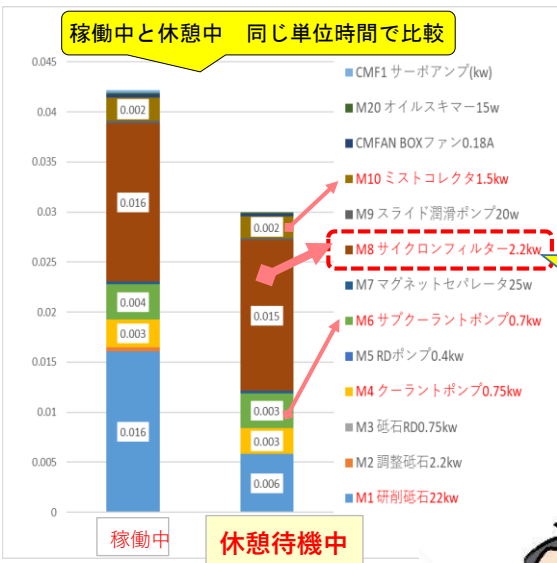 稼働中と休憩中　同じ単位時間で比較
0.045
0.04
0.035
0.03
0.025
0.02
0.015
0.01
0.005
0
0.002
0.016
0.004
0.003
0.016
0.002
0.015
0.003
0.003
0.006
稼働中
休憩待機中
CMF1 サーボアンプ(kw)
M20 オイルスキマー15w
CMFAN BOXファン0.18A
M10 ミストコレクタ1.5kw
M9 スライド潤滑ポンプ20w
M8 サイクロンフィルター2.2kw
M7 マグネットセパレータ25w
M6 サブクーラントポンプ0.7kw
M5 RDポンプ0.4kw
M4 クーラントポンプ0.75kw
M3 砥石RD0.75kw
M2 調整砥石2.2kw
M1 研削砥石22kw